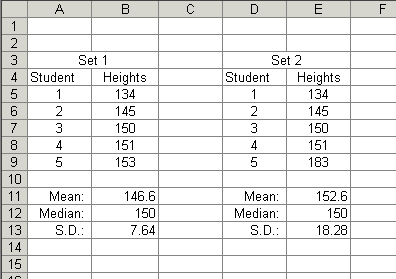 A B C D E F
1
2
3 Set 1 Set 2
4 Student Heights Student Heights
5 1 134 1 134
6 2 145 2 145
7 3 150 3 150
8 4 151 4 151
9 5 153 5 183
10
11 Mean: 146.6 Mean: 152.6
12 Median: 150 Median: 150
13 S.D.: 7.64 S.D.: 18.28
14
15